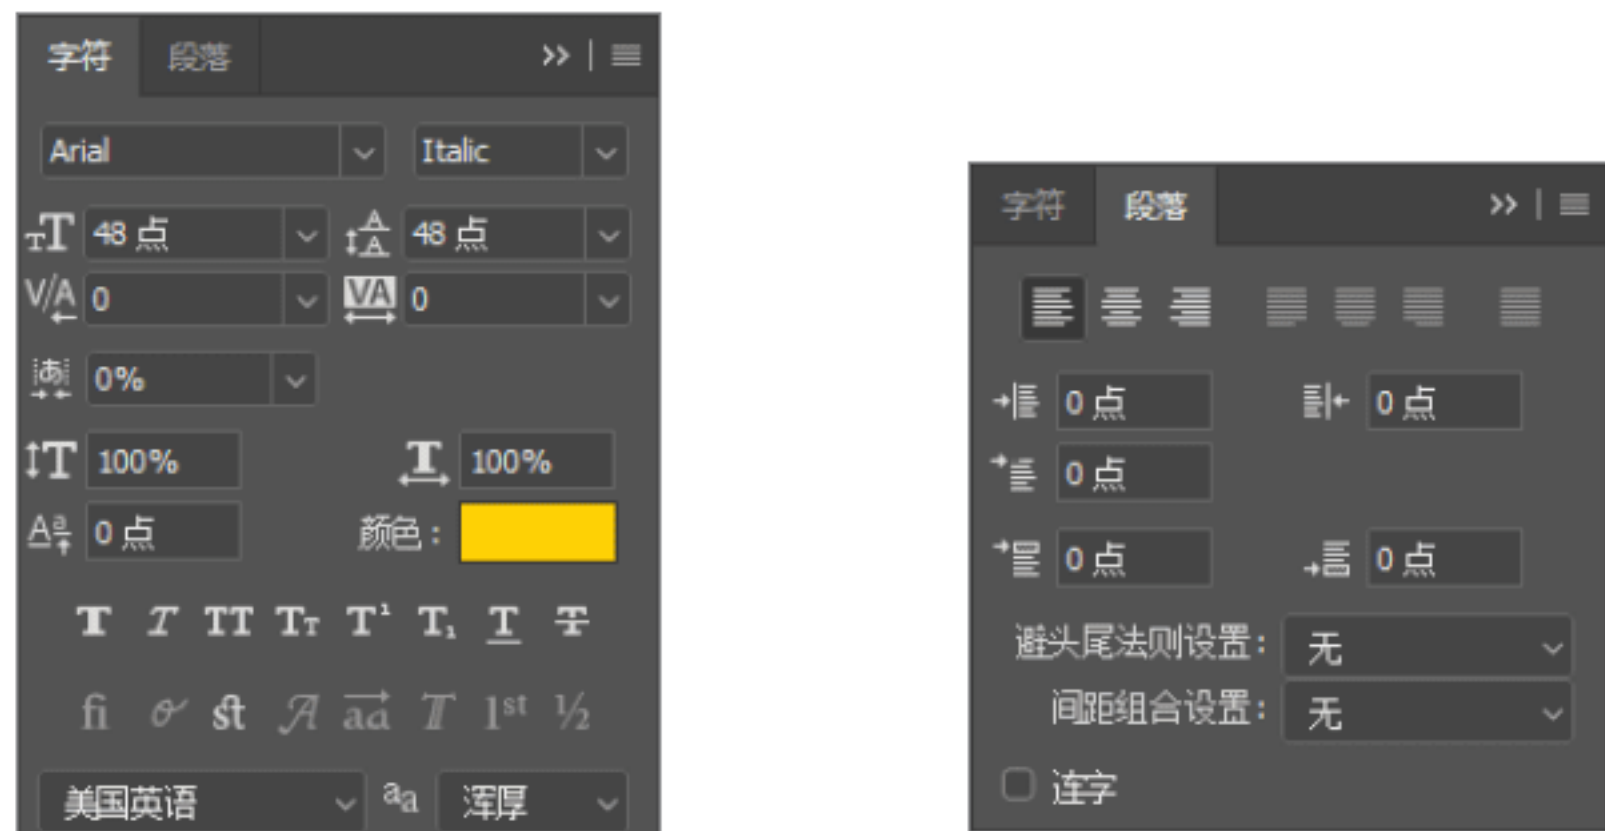 字符 段落
Arial Italic
48 点 48 点
V/A 0 VA 0
あ 0%
T 100% T 100%
0 点 颜色：
T T TT Tт T¹ T₁ T T
fi st A aa T 1st ½
美国英语 aa 浑厚
字符 段落
0 点 0 点
0 点
0 点 0 点
避头尾法则设置： 无
间距组合设置： 无
连字